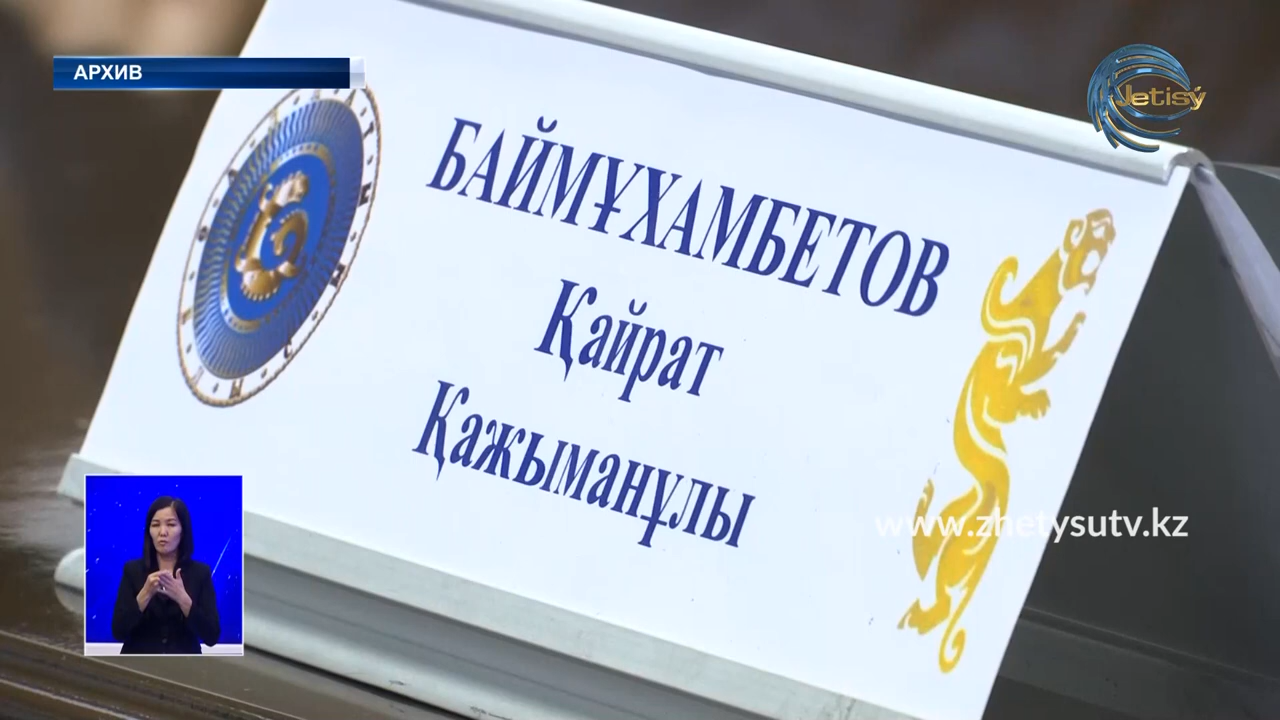 АРХИВ
Jetisý
БАЙМҰХАМБЕТОВ
Қайрат
Қажыманұлы
www.zhetysutv.kz